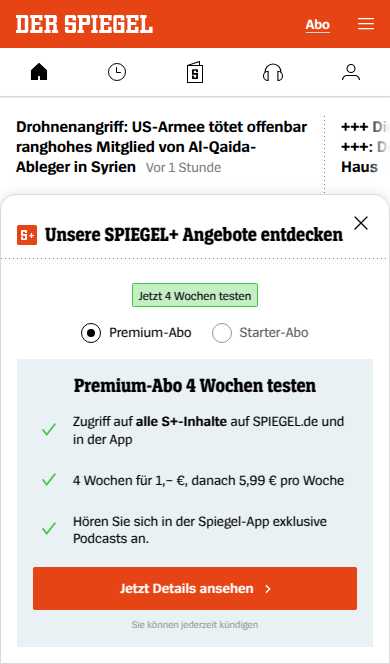 DER SPIEGEL
Abo
Drohnenangriff: US-Armee tötet offenbar
ranghohes Mitglied von Al-Qaida-
Ableger in Syrien Vor 1 Stunde
+++
+++:
Haus
S+ Unsere SPIEGEL+ Angebote entdecken
Jetzt 4 Wochen testen
Premium-Abo Starter-Abo
Premium-Abo 4 Wochen testen
Zugriff auf alle S+-Inhalte auf SPIEGEL.de und
in der App
4 Wochen für 1,– €, danach 5,99 € pro Woche
Hören Sie sich in der Spiegel-App exklusive
Podcasts an.
Jetzt Details ansehen
Sie können jederzeit kündigen